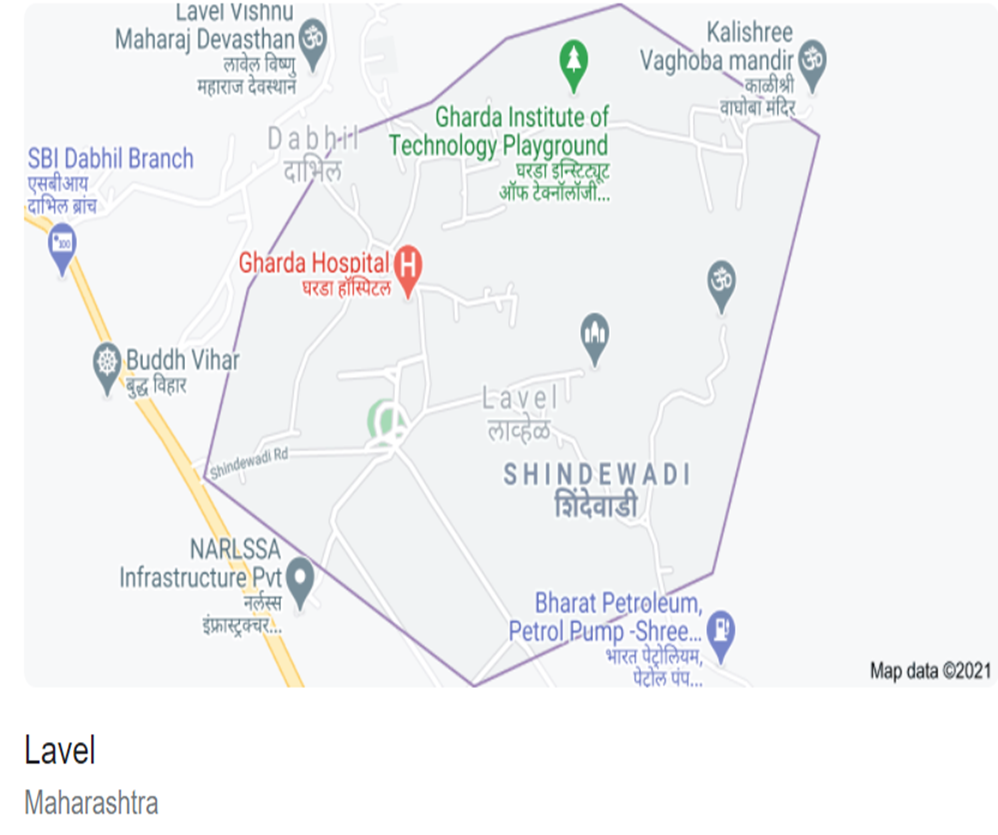 Lavel Vishnu
Maharaj Devasthan
लावेल विष्णु
महाराज देवस्थान
Kalishree
Vaghoba mandir
काळीश्री
वाघोबा मंदिर
Gharda Institute of
Technology Playground
घरडा इन्स्टिट्यूट
ऑफ टेक्नॉलॉजी...
Dabhil
दाभिल
SBI Dabhil Branch
एसबीआय
दाभिल ब्रांच
Gharda Hospital
घरडा हॉस्पिटल
Buddh Vihar
बुद्ध विहार
Lavel
लाव्हेळ
Shindewadi Rd
SHINDEWADI
शिंदेवाडी
NARLSSA
Infrastructure Pvt
नर्लस्स
इंफ्रास्ट्रक्चर...
Bharat Petroleum,
Petrol Pump -Shree...
भारत पेट्रोलियम,
पेट्रोल पंप...
Map data ©2021
Lavel
Maharashtra